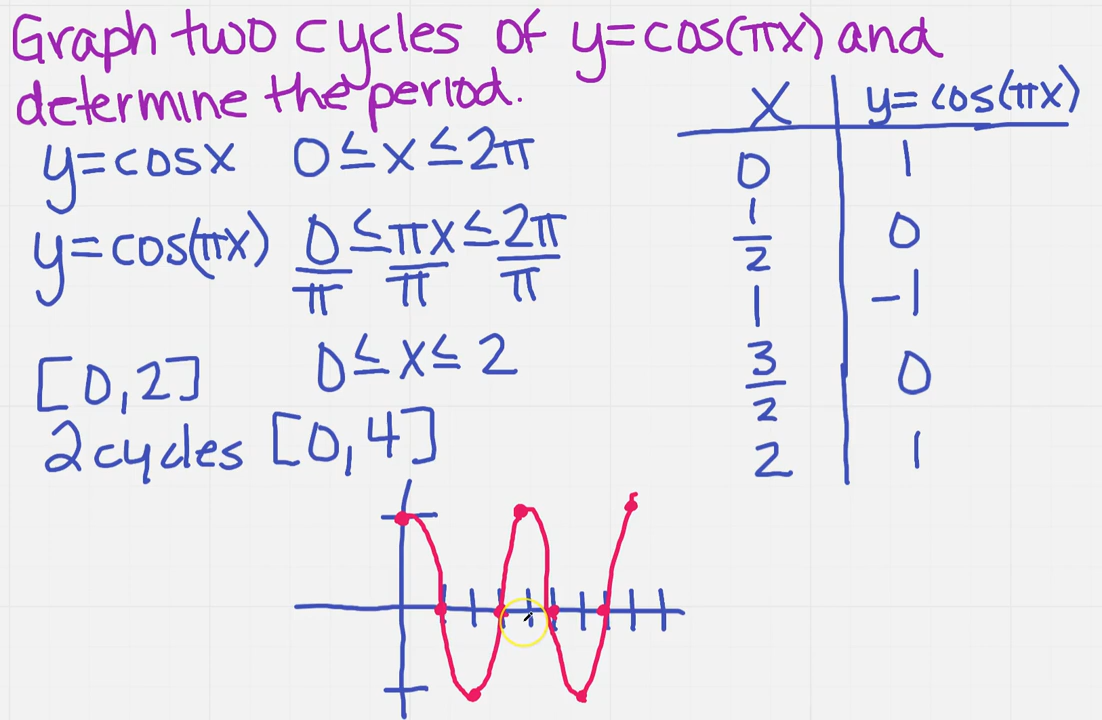 Graph two cycles of y=cos(πx) and
determine the period.
y=cosx 0≤x≤2π
y=cos(πx) 0/π ≤ πx/π ≤ 2π/π
0≤x≤2
[0,2]
2 cycles [0,4]
x y=cos(πx)
0 1
1/2 0
1 -1
3/2 0
2 1